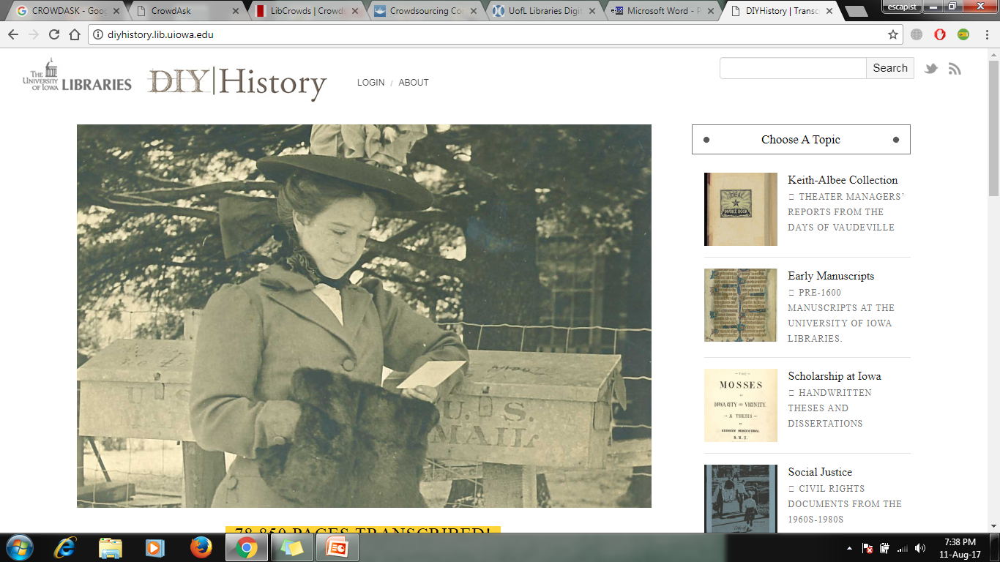 CROWDASK - Goog
CrowdAsk
LibCrowds | Crowds
Crowdsourcing Co
UofL Libraries Digit
Microsoft Word - P
DIYHistory | Transc
escapist
diyhistory.lib.uiowa.edu
THE
UNIVERSITY
OF IOWA
LIBRARIES
DIY|History
LOGIN / ABOUT
Search
Choose A Topic
U.S.
MAIL
IDEAL
INVOICE BOOK
Keith-Albee Collection
THEATER MANAGERS'
REPORTS FROM THE
DAYS OF VAUDEVILLE
Early Manuscripts
PRE-1600
MANUSCRIPTS AT THE
UNIVERSITY OF IOWA
LIBRARIES.
—THE—
MOSSES
OF
IOWA CITY AND VICINITY.
A THESIS
BY
Scholarship at Iowa
HANDWRITTEN
THESES AND
DISSERTATIONS
Social Justice
CIVIL RIGHTS
DOCUMENTS FROM THE
1960S-1980S
78,850 PAGES TRANSCRIBED!
7:38 PM
11-Aug-17